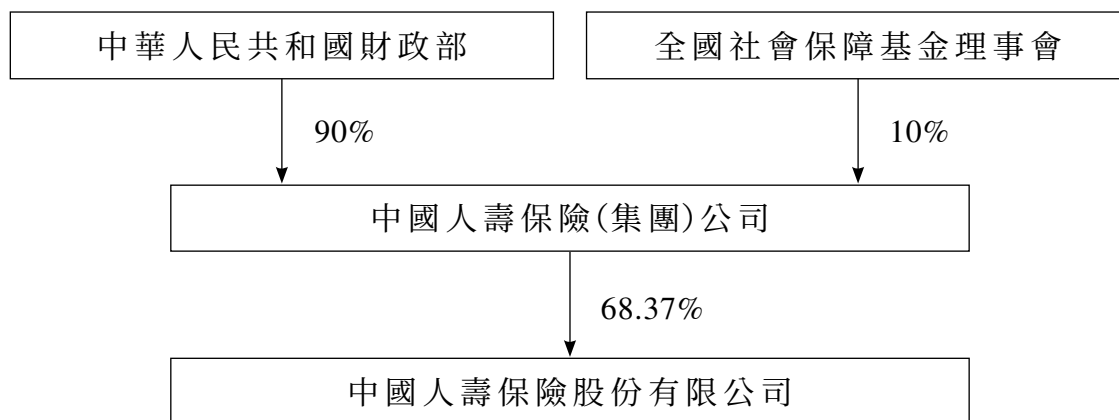 中華人民共和國財政部
全國社會保障基金理事會
90%
10%
中國人壽保險(集團)公司
68.37%
中國人壽保險股份有限公司